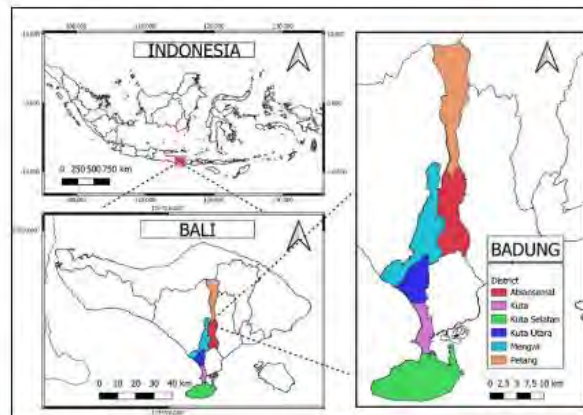 INDONESIA
0 250 500 750 km
BALI
0 10 20 30 40 km
BADUNG
District
Abiansemal
Kuta
Kuta Selatan
Kuta Utara
Mengwi
Petang
0 2.5 5 7.5 10 km